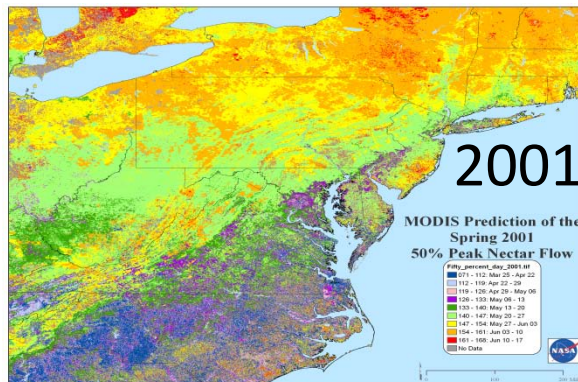 2001
MODIS Prediction of the
Spring 2001
50% Peak Nectar Flow
Fifty_percent_day_2001.tif
071 - 112: Mar 25 - Apr 22
112 - 119: Apr 22 - 29
119 - 126: Apr 29 - May 06
126 - 133: May 06 - 13
133 - 140: May 13 - 20
140 - 147: May 20 - 27
147 - 154: May 27 - Jun 03
154 - 161: Jun 03 - 10
161 - 168: Jun 10 - 17
No Data
NASA